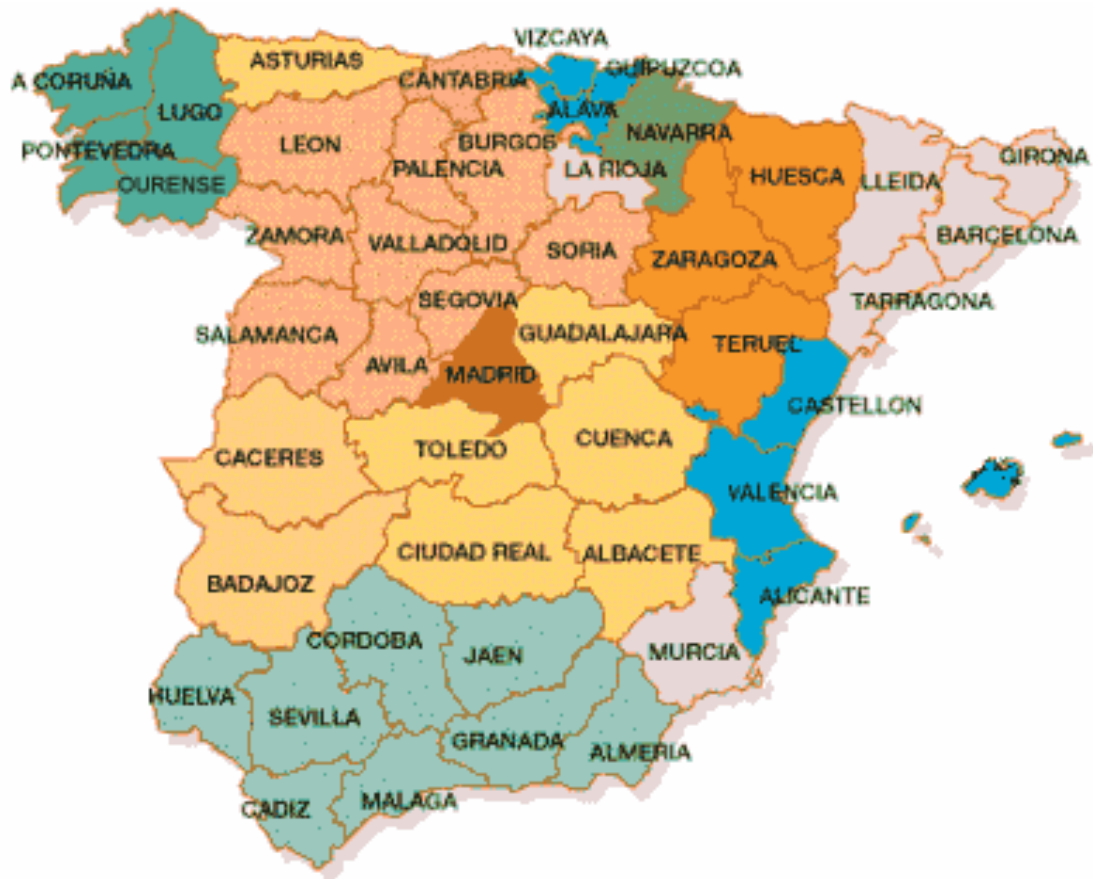 VIZCAYA
ASTURIAS
GUIPUZCOA
A CORUÑA
CANTABRIA
LUGO
ALAVA
NAVARRA
LEON
BURGOS
PONTEVEDRA
PALENCIA
LA RIOJA
HUESCA
LLEIDA
GIRONA
OURENSE
ZAMORA
VALLADOLID
SORIA
ZARAGOZA
BARCELONA
SEGOVIA
TARRAGONA
SALAMANCA
GUADALAJARA
TERUEL
AVILA
MADRID
CASTELLON
CACERES
TOLEDO
CUENCA
VALENCIA
CIUDAD REAL
ALBACETE
BADAJOZ
ALICANTE
CORDOBA
JAEN
MURCIA
HUELVA
SEVILLA
GRANADA
ALMERIA
CADIZ
MALAGA